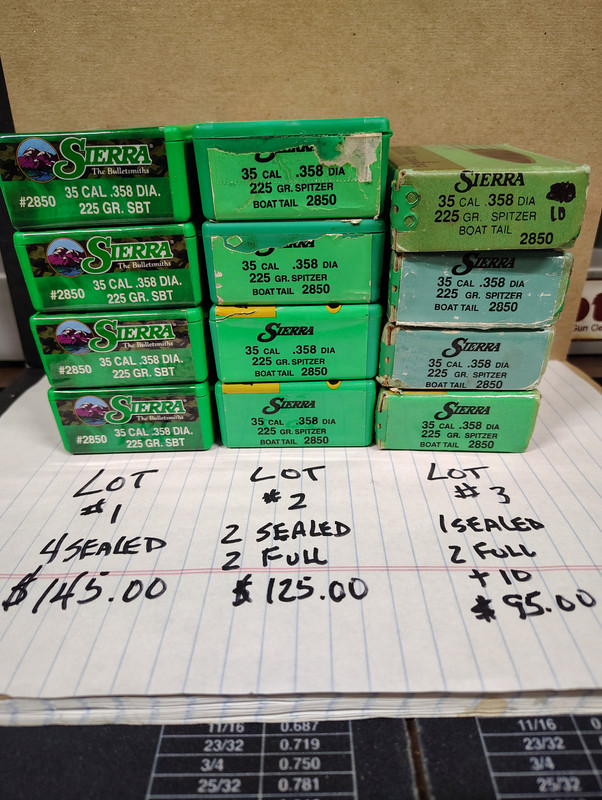 SIERRA®
The Bulletsmiths
#2850 35 CAL .358 DIA.
225 GR. SBT
SIERRA
The Bulletsmiths
#2850 35 CAL .358 DIA.
225 GR. SBT
SIERRA
The Bulletsmiths
#2850 35 CAL .358 DIA.
225 GR. SBT
SIERRA
The Bulletsmiths
#2850 35 CAL .358 DIA.
225 GR. SBT
35 CAL .358 DIA
225 GR. SPITZER
BOAT TAIL 2850
SIERRA
35 CAL .358 DIA
225 GR. SPITZER
BOAT TAIL 2850
SIERRA
35 CAL .358 DIA
225 GR. SPITZER
BOAT TAIL 2850
SIERRA
35 CAL .358 DIA
225 GR. SPITZER
BOAT TAIL 2850
SIERRA
35 CAL .358 DIA
225 GR. SPITZER 10
BOAT TAIL
2850
SIERRA
35 CAL .358 DIA
225 GR. SPITZER
BOAT TAIL 2850
SIERRA
35 CAL .358 DIA
225 GR. SPITZER
BOAT TAIL 2850
SIERRA
35 CAL .358 DIA
225 GR. SPITZER
BOAT TAIL 2850
Gun Cle
LOT
#1
4 SEALED
$145.00
LOT
#2
2 SEALED
2 FULL
$125.00
LOT
#3
1 SEALED
2 FULL
+10
$95.00
11/16 0.687
23/32 0.719
3/4 0.750
25/32 0.781
11/16 0.
23/32 0.
3/4 0.
25/32 0.